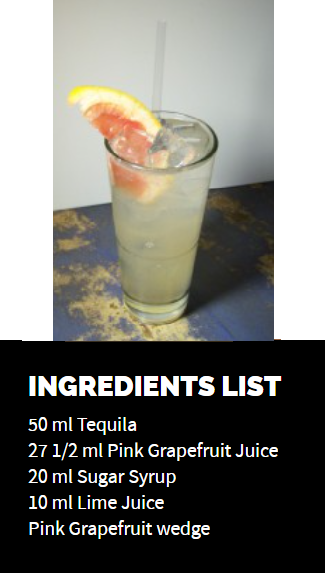 INGREDIENTS LIST
50 ml Tequila
27 1/2 ml Pink Grapefruit Juice
20 ml Sugar Syrup
10 ml Lime Juice
Pink Grapefruit wedge